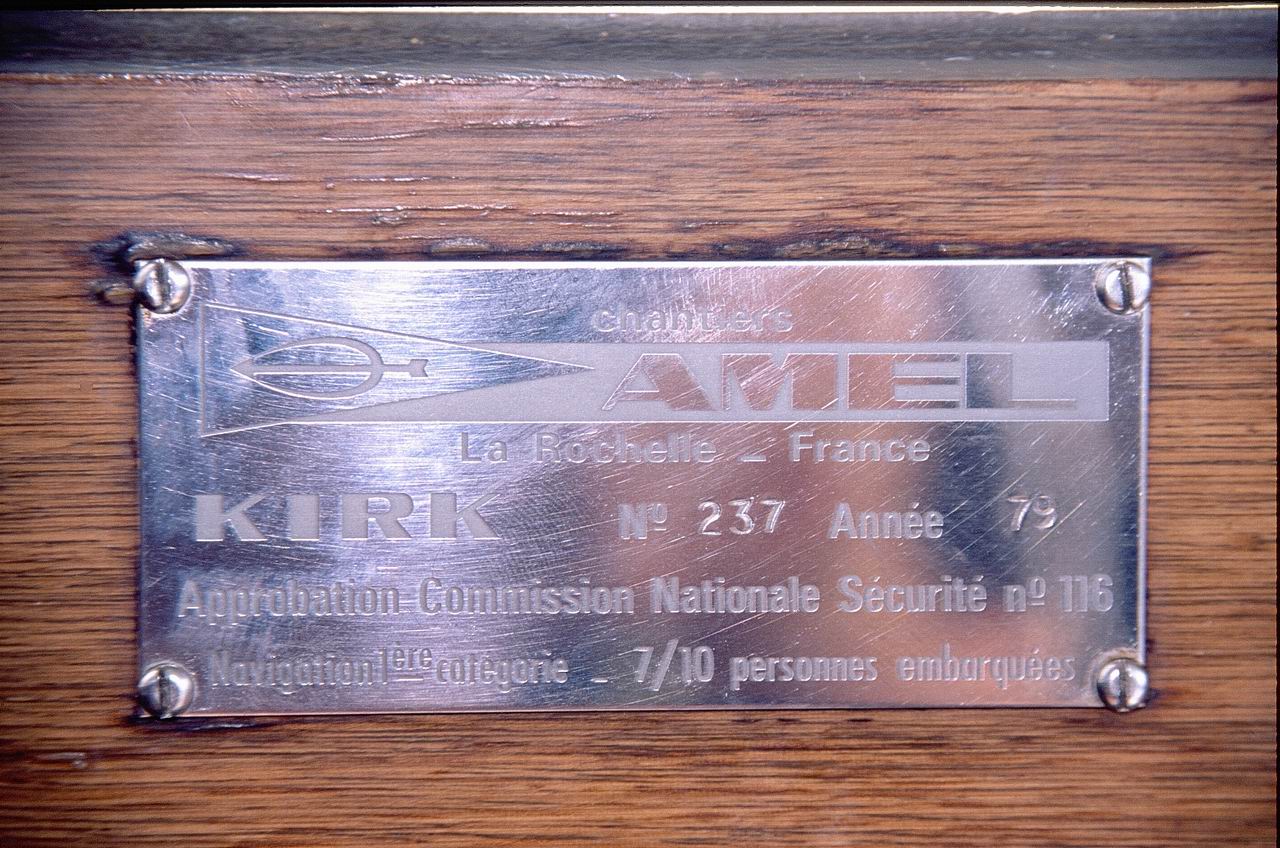 chantiers
AMEL
La Rochelle _ France
KIRK Nº 237 Année 79
Approbation Commission Nationale Sécurité nº 116
Navigation 1ère catégorie _ 7/10 personnes embarquées